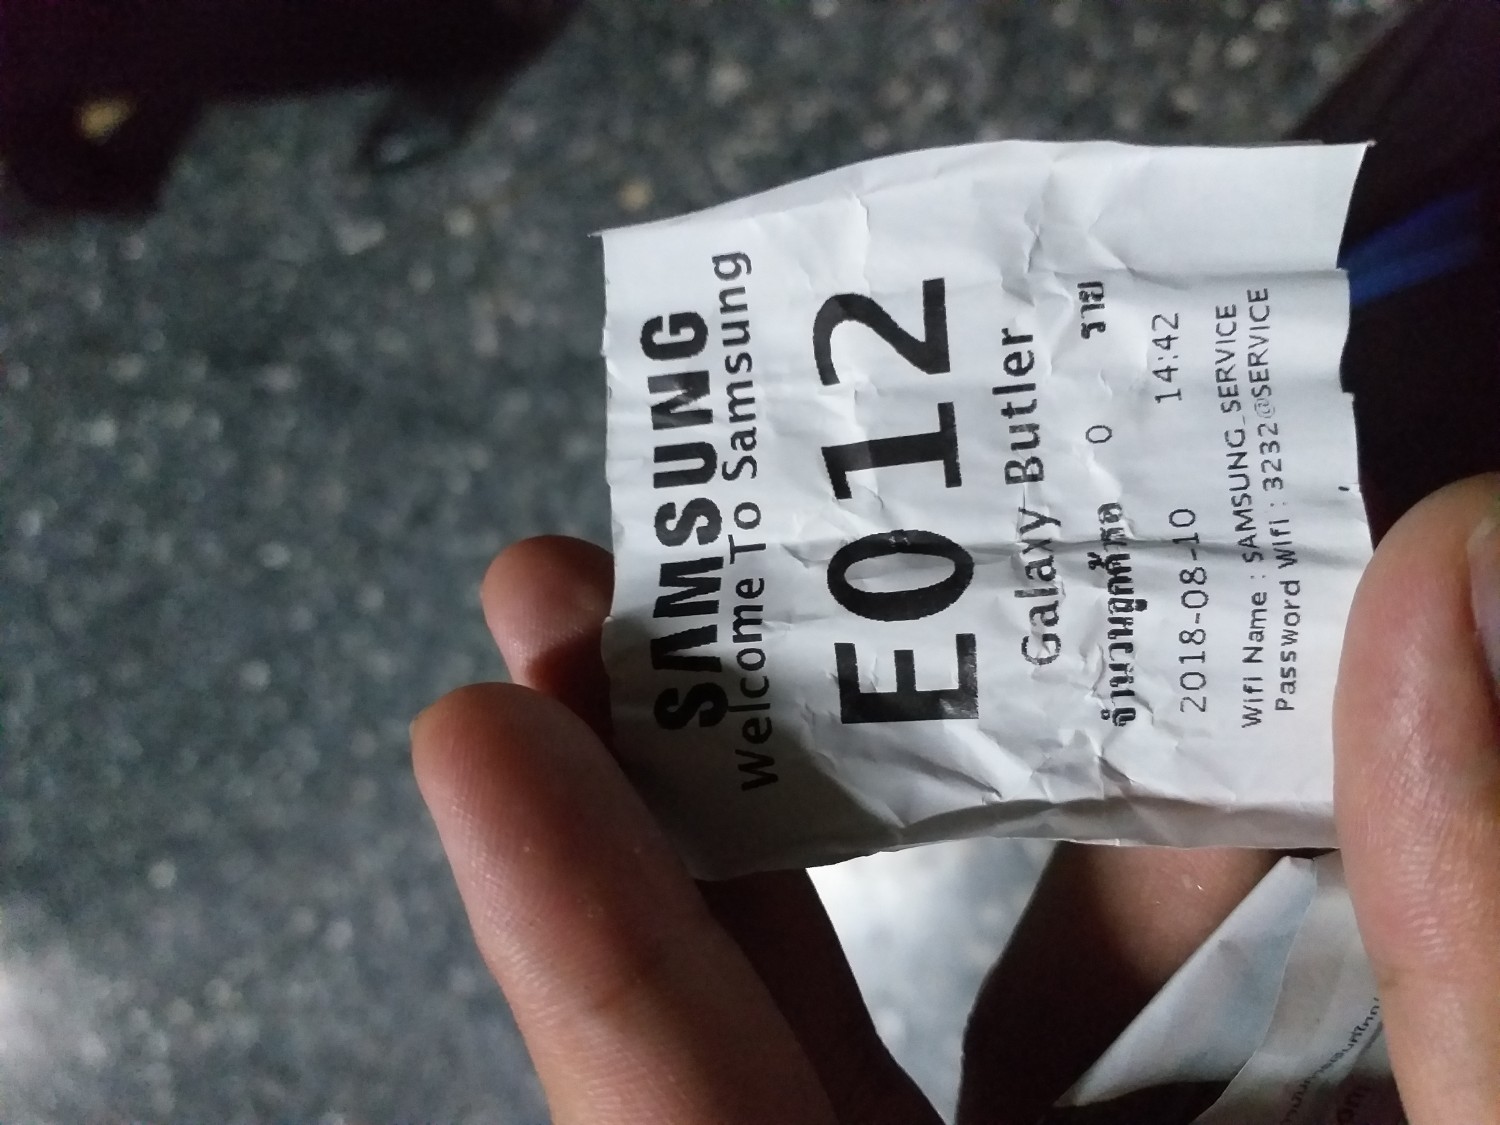 SAMSUNG
Welcome To Samsung
E012
Galaxy Butler
จำนวนลูกค้ารอ 0 ราย
2018-08-10 14:42
Wifi Name : SAMSUNG_SERVICE
Password Wifi : 3232@SERVICE